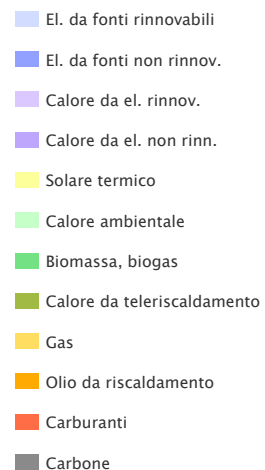 El. da fonti rinnovabili
El. da fonti non rinnov.
Calore da el. rinnov.
Calore da el. non rinn.
Solare termico
Calore ambientale
Biomassa, biogas
Calore da teleriscaldamento
Gas
Olio da riscaldamento
Carburanti
Carbone